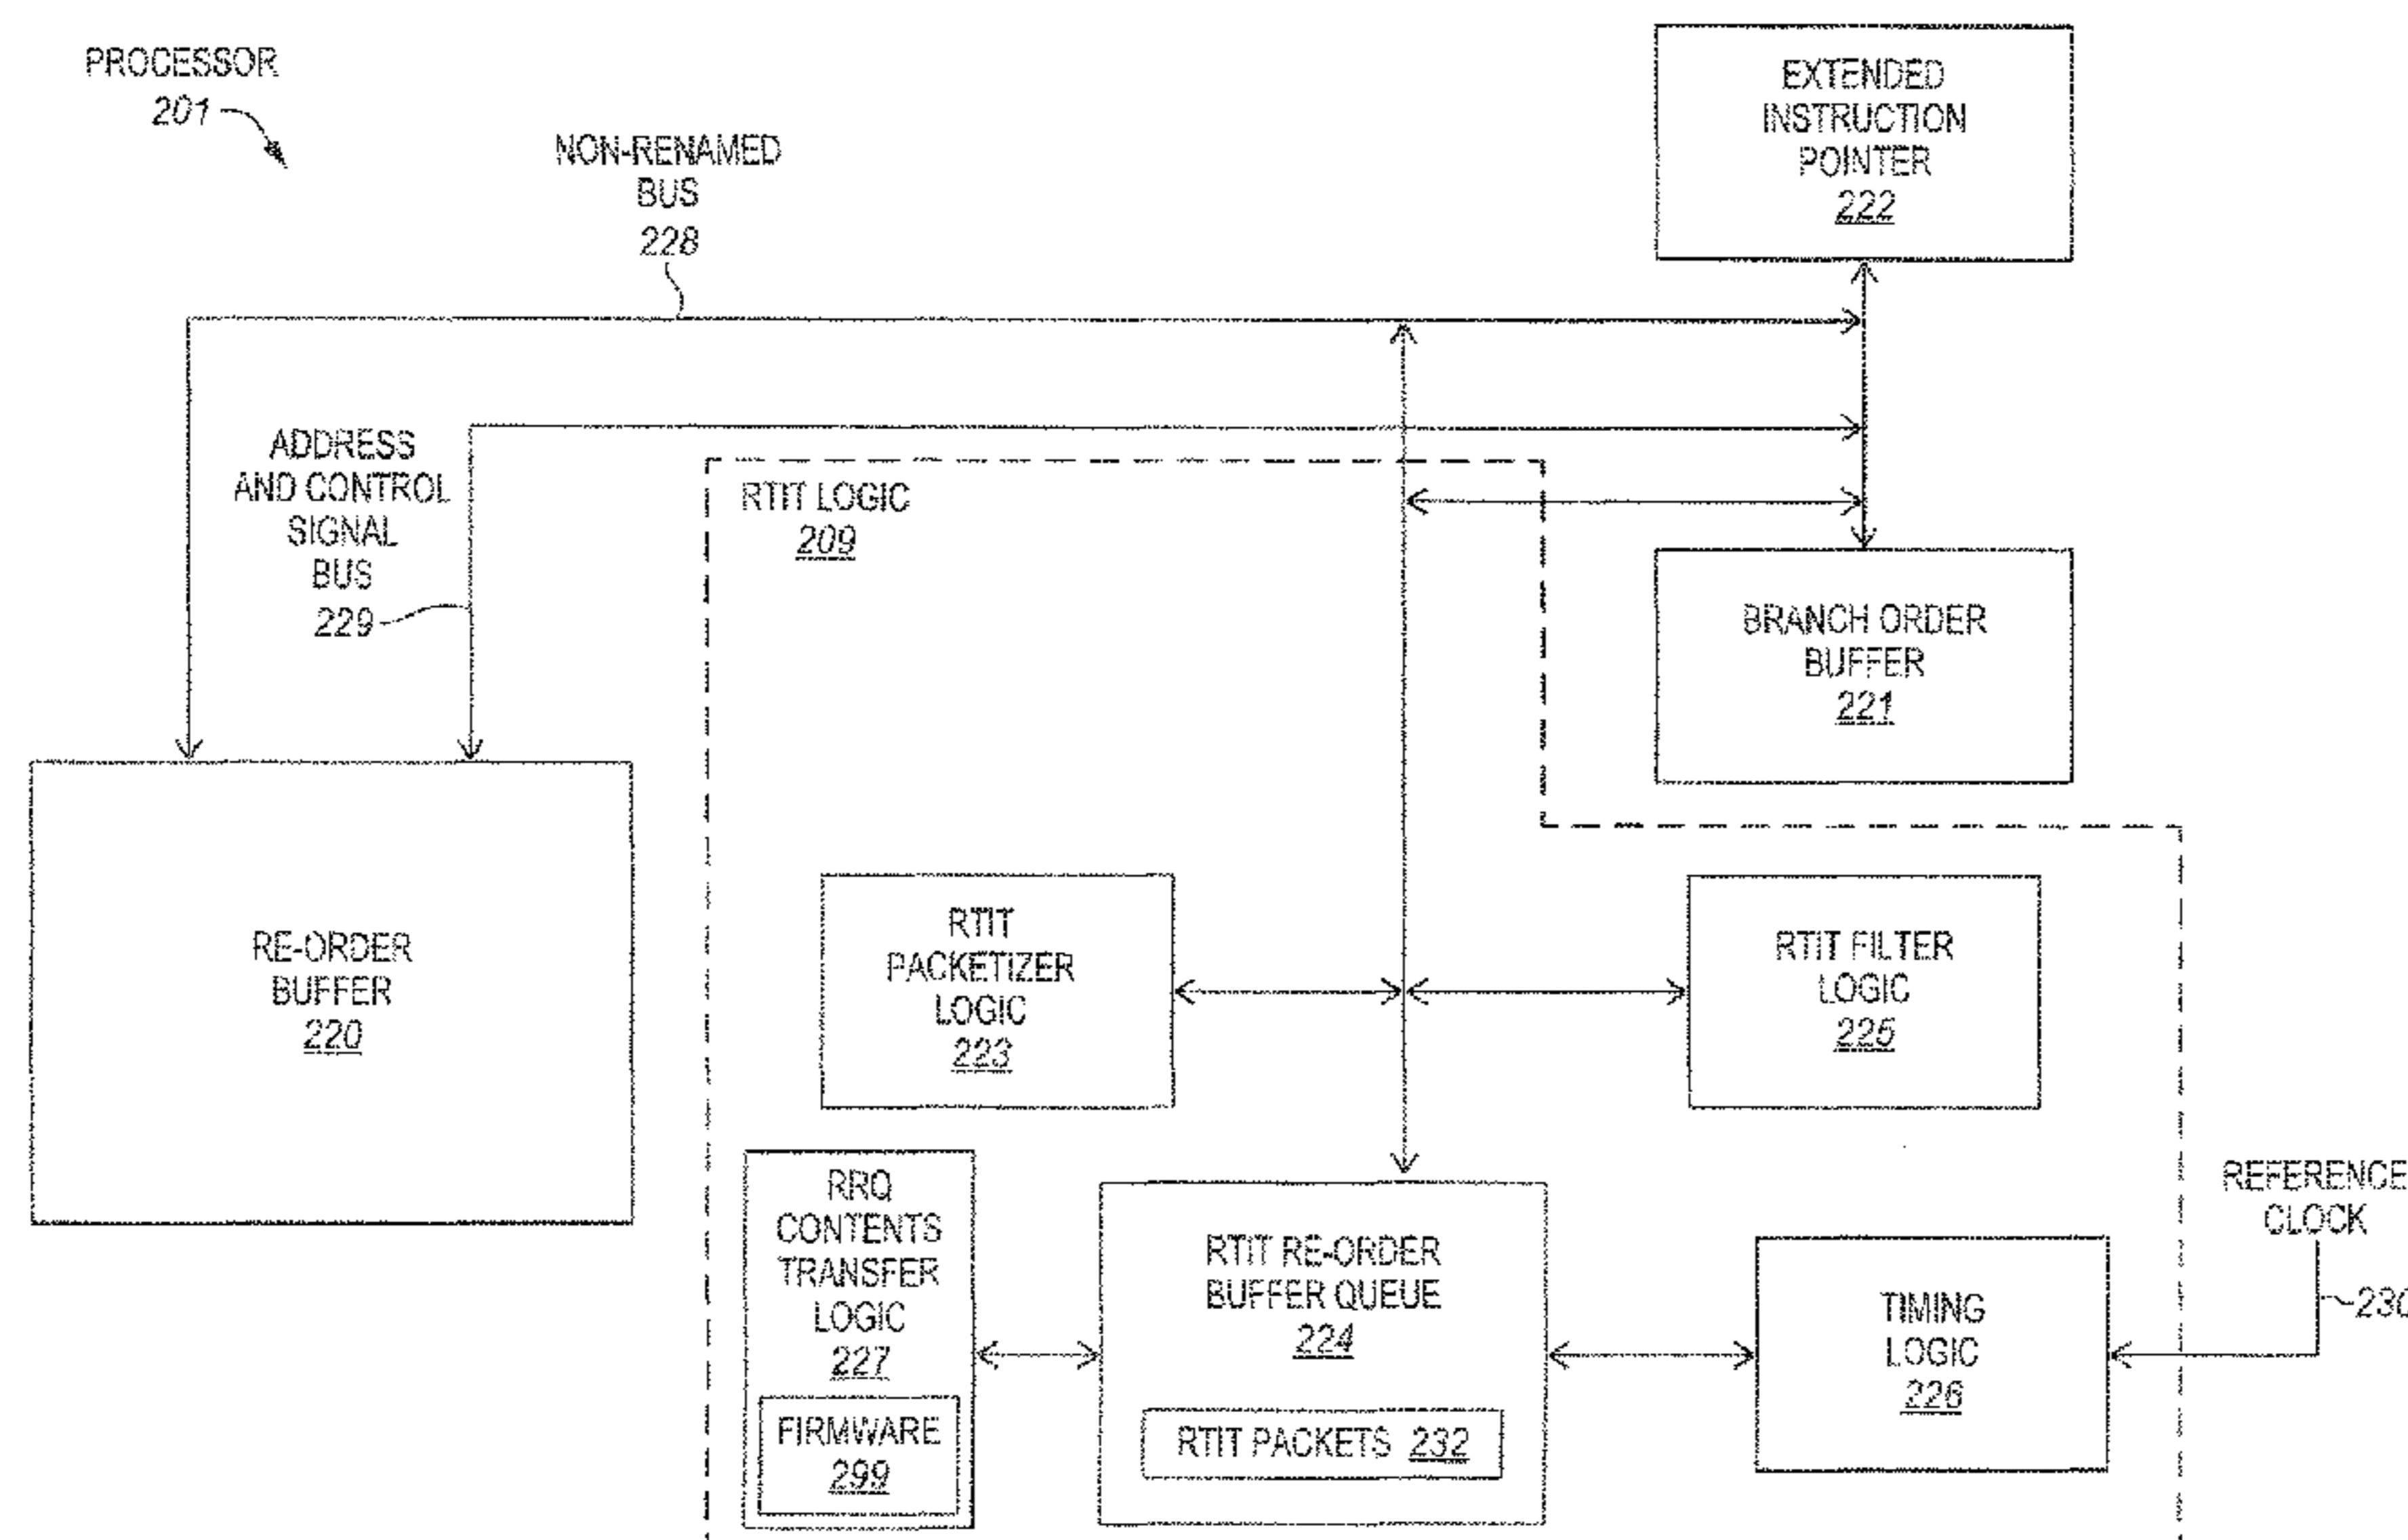 PROCESSOR
201
NON-RENAMED
BUS
228
EXTENDED
INSTRUCTION
POINTER
222
ADDRESS
AND CONTROL
SIGNAL
BUS
229
RTIT LOGIC
209
BRANCH ORDER
BUFFER
221
RE-ORDER
BUFFER
220
RTIT
PACKETIZER
LOGIC
223
RTIT FILTER
LOGIC
225
RRQ
CONTENTS
TRANSFER
LOGIC
227
FIRMWARE
299
RTIT RE-ORDER
BUFFER QUEUE
224
RTIT PACKETS 232
TIMING
LOGIC
226
REFERENCE
CLOCK
230